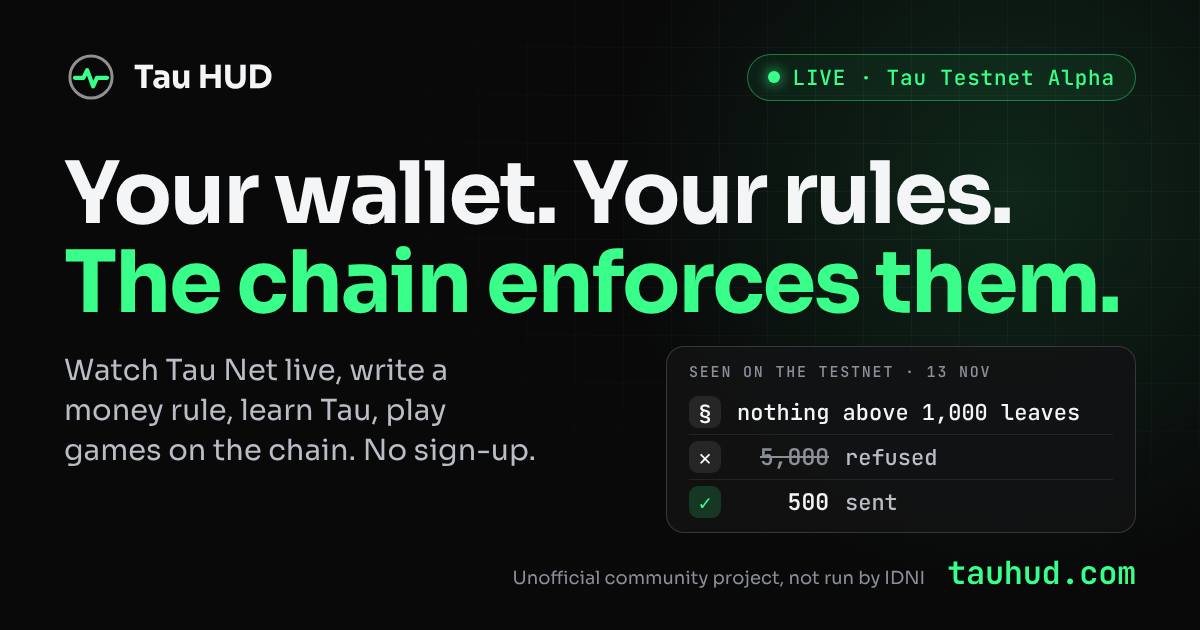 Tau HUD
LIVE · Tau Testnet Alpha
Your wallet. Your rules.
The chain enforces them.
Watch Tau Net live, write a
money rule, learn Tau, play
games on the chain. No sign-up.
SEEN ON THE TESTNET · 13 NOV
§ nothing above 1,000 leaves
× 5,000 refused
✓ 500 sent
Unofficial community project, not run by IDNI
tauhud.com